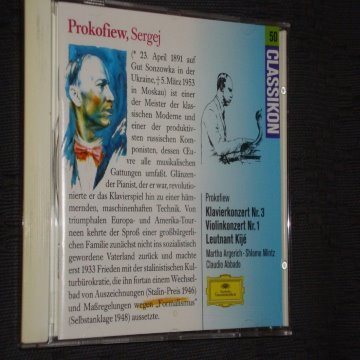 Prokofiew, Sergej
(* 23. April 1891 auf
Gut Sonzowka in der
Ukraine, ‡ 5. März 1953
in Moskau) ist einer
der Meister der klas-
sischen Moderne und
einer der produktiv-
sten russischen Kom-
ponisten, dessen Œu-
vre alle musikalischen
Gattungen umfaßt. Glänzen-
der Pianist, der er war, revolutio-
nierte er das Klavierspiel hin zu einer häm-
mernden, maschinenhaften Technik. Von
triumphalen Europa- und Amerika-Tour-
neen kehrte der Sproß einer großbürgerli-
chen Familie zunächst nicht ins sozialistisch
gewordene Vaterland zurück und machte
erst 1933 Frieden mit der stalinistischen Kul-
turbürokratie, die ihn fortan einem Wechsel-
bad von Auszeichnungen (Stalin-Preis 1946)
und Maßregelungen wegen „Formalismus“
(Selbstanklage 1948) aussetzte.
50
CLASSIKON
Prokofiew
Klavierkonzert Nr. 3
Violinkonzert Nr. 1
Leutnant Kijé
Martha Argerich · Shlomo Mintz
Claudio Abbado
Deutsche
Grammophon